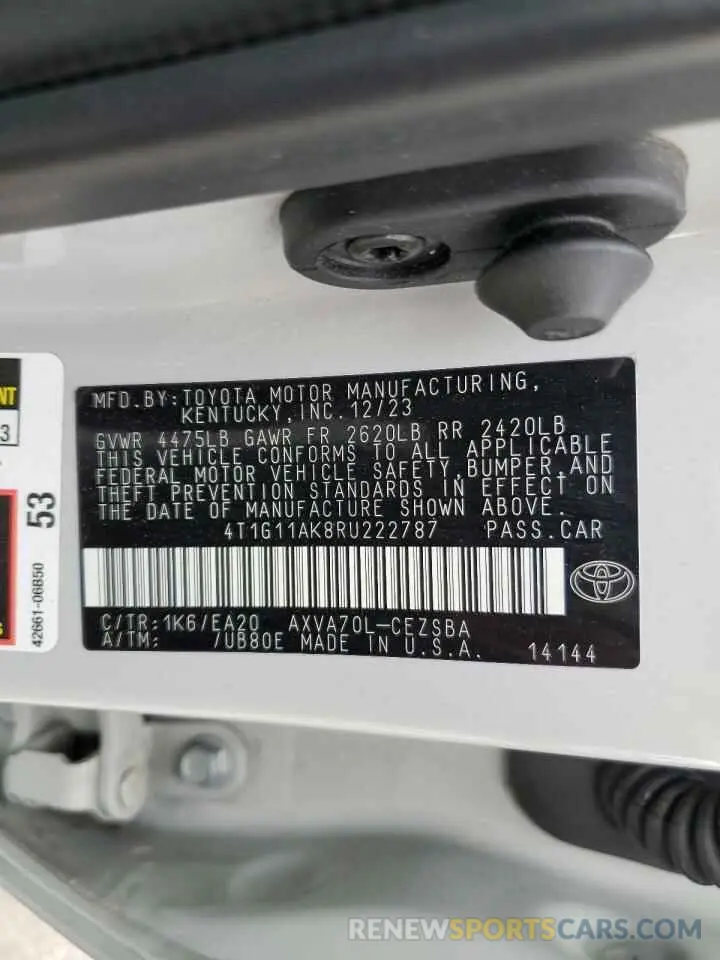 MFD.BY:TOYOTA MOTOR MANUFACTURING,
KENTUCKY,INC.12/23
GVWR 4475LB GAWR FR 2620LB RR 2420LB
THIS VEHICLE CONFORMS TO ALL APPLICABLE
FEDERAL MOTOR VEHICLE SAFETY,BUMPER,AND
THEFT PREVENTION STANDARDS IN EFFECT ON
THE DATE OF MANUFACTURE SHOWN ABOVE.
4T1G11AK8RU222787 PASS.CAR
C/TR:1K6/EA20 AXVA70L-CEZSBA
A/TM: /UB80E MADE IN U.S.A. 14144
53
42661-06850
RENEWSPORTSCARS.COM